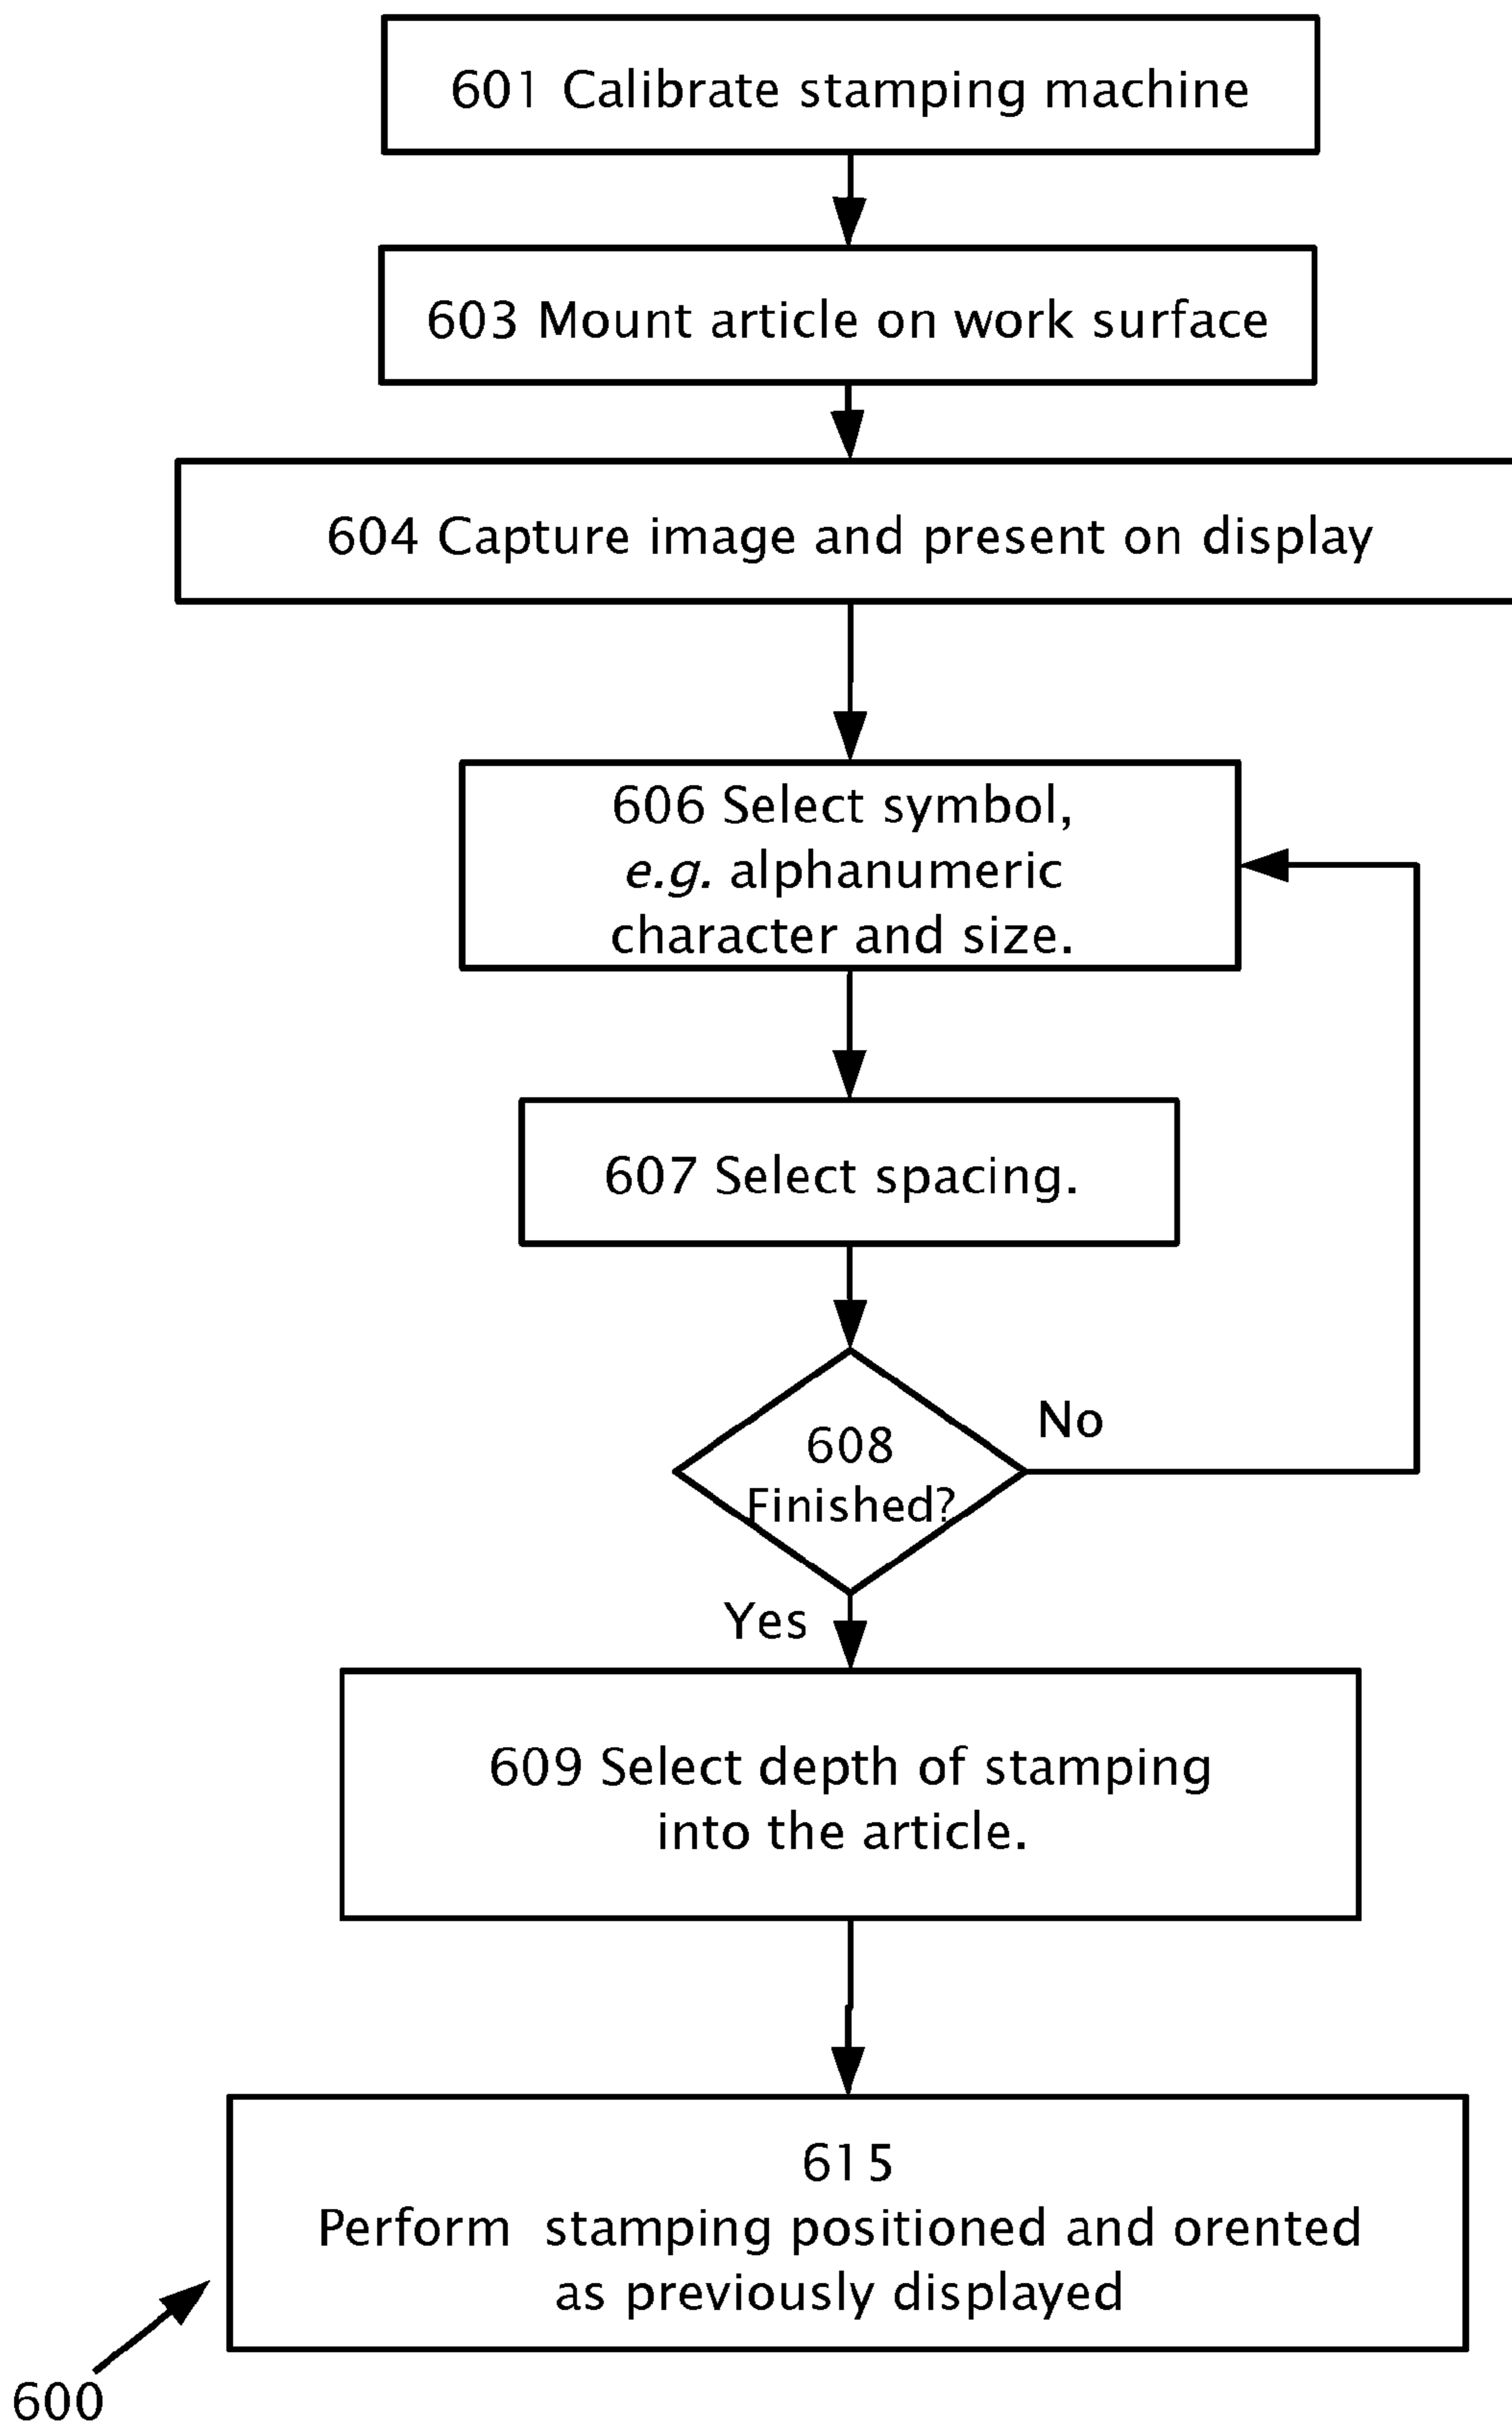 601 Calibrate stamping machine
603 Mount article on work surface
604 Capture image and present on display
606 Select symbol,
e.g. alphanumeric
character and size.
607 Select spacing.
608
Finished?
No
Yes
609 Select depth of stamping
into the article.
615
Perform stamping positioned and orented
as previously displayed
600